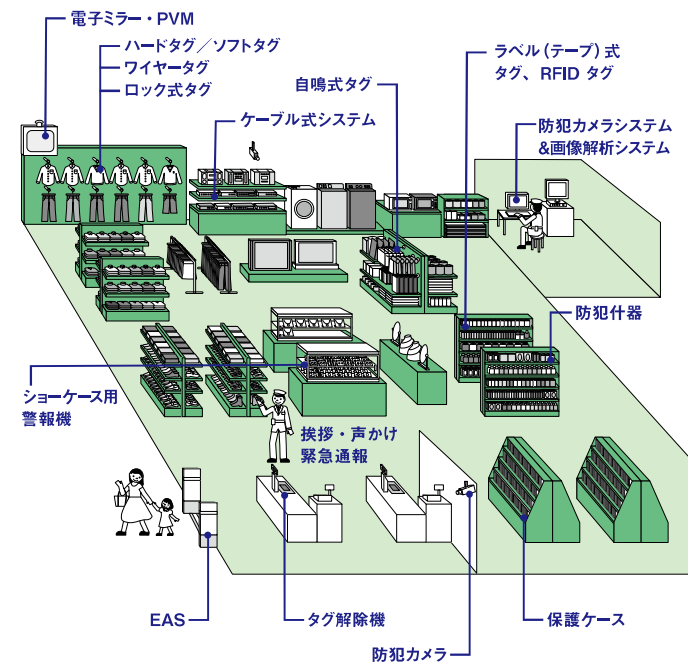 電子ミラー・PVM
ハードタグ／ソフトタグ
ワイヤータグ
ロック式タグ
ケーブル式システム
自鳴式タグ
ラベル（テープ）式
タグ、RFID タグ
防犯カメラシステム
&画像解析システム
防犯什器
ショーケース用
警報機
挨拶・声かけ
緊急通報
EAS
タグ解除機
防犯カメラ
保護ケース